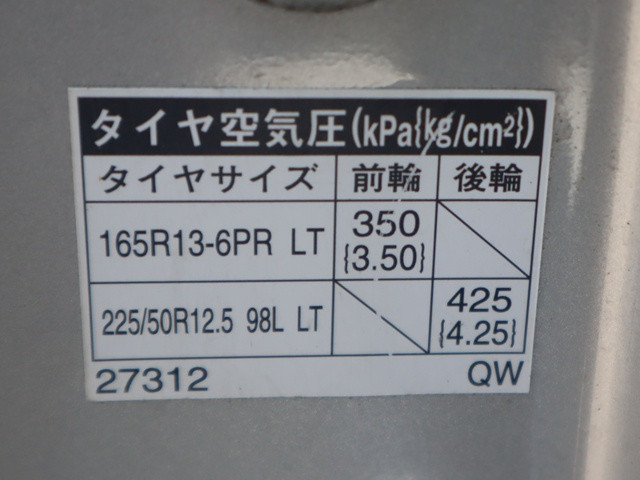 タイヤ空気圧(kPa{kg/cm²})
タイヤサイズ 前輪 後輪
165R13-6PR LT 350 {3.50}
225/50R12.5 98L LT 425 {4.25}
27312 QW